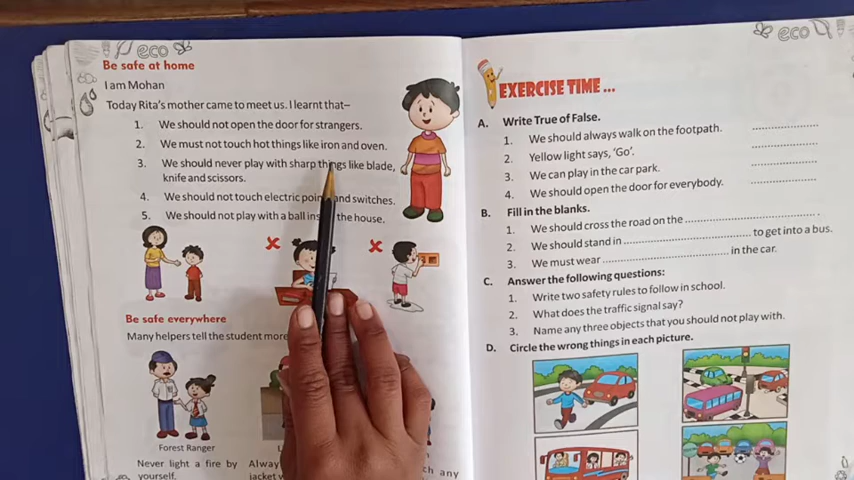 eco
Be safe at home
I am Mohan
Today Rita's mother came to meet us. I learnt that–
1. We should not open the door for strangers.
2. We must not touch hot things like iron and oven.
3. We should never play with sharp things like blade,
knife and scissors.
4. We should not touch electric and switches.
5. We should not play with a ball the house.
Be safe everywhere
Many helpers tell the student
Forest Ranger
Never light a fire by
yourself.
eco
EXERCISE TIME ...
A. Write True of False.
1. We should always walk on the footpath.
2. Yellow light says, 'Go'.
3. We can play in the car park.
4. We should open the door for everybody.
B. Fill in the blanks.
1. We should cross the road on the .
2. We should stand in to get into a bus.
3. We must wear in the car.
C. Answer the following questions:
1. Write two safety rules to follow in school.
2. What does the traffic signal say?
3. Name any three objects that you should not play with.
D. Circle the wrong things in each picture.